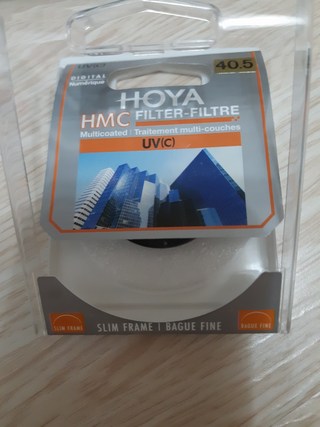 UV(C)
40.5
DIGITAL
Numérique
HOYA
HMC FILTER-FILTRE
Multicoated | Traitement multi-couches
UV(C)
SLIM FRAME
SLIM FRAME | BAGUE FINE
BAGUE FINE